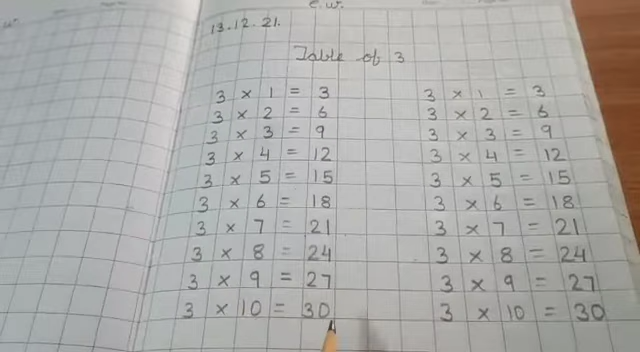 C.W.
13.12.21.
Table of 3
3 × 1 = 3 3 × 1 = 3
3 × 2 = 6 3 × 2 = 6
3 × 3 = 9 3 × 3 = 9
3 × 4 = 12 3 × 4 = 12
3 × 5 = 15 3 × 5 = 15
3 × 6 = 18 3 × 6 = 18
3 × 7 = 21 3 × 7 = 21
3 × 8 = 24 3 × 8 = 24
3 × 9 = 27 3 × 9 = 27
3 × 10 = 30 3 × 10 = 30